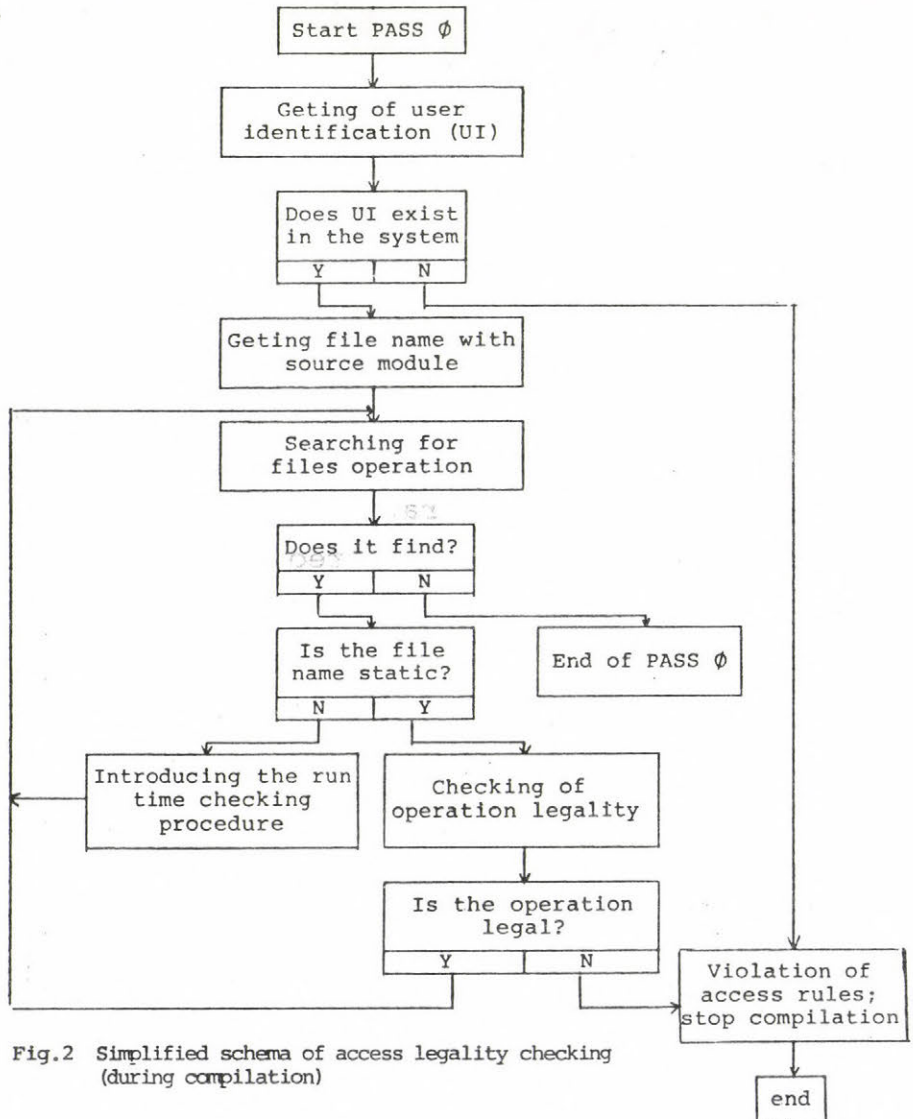 Start PASS Ø
Geting of user
identification (UI)
Does UI exist
in the system
Y N
Geting file name with
source module
Searching for
files operation
Does it find?
Y N
Is the file
name static?
N Y
End of PASS Ø
Introducing the run
time checking
procedure
Checking of
operation legality
Is the operation
legal?
Y N
Violation of
access rules;
stop compilation
end
Fig.2 Simplified schema of access legality checking
(during compilation)